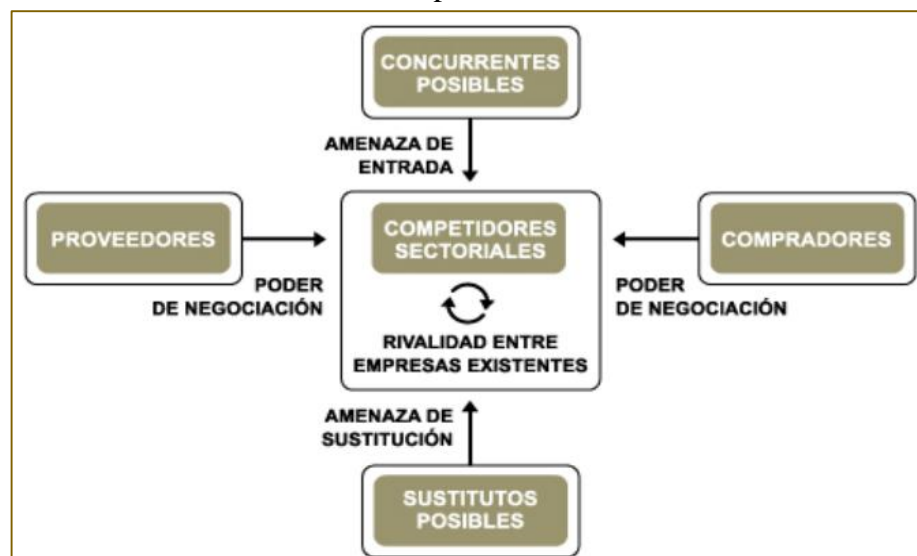 CONCURRENTES
POSIBLES
AMENAZA DE
ENTRADA
PROVEEDORES
COMPETIDORES
SECTORIALES
COMPRADORES
PODER
DE NEGOCIACIÓN
PODER
DE NEGOCIACIÓN
RIVALIDAD ENTRE
EMPRESAS EXISTENTES
AMENAZA DE
SUSTITUCIÓN
SUSTITUTOS
POSIBLES